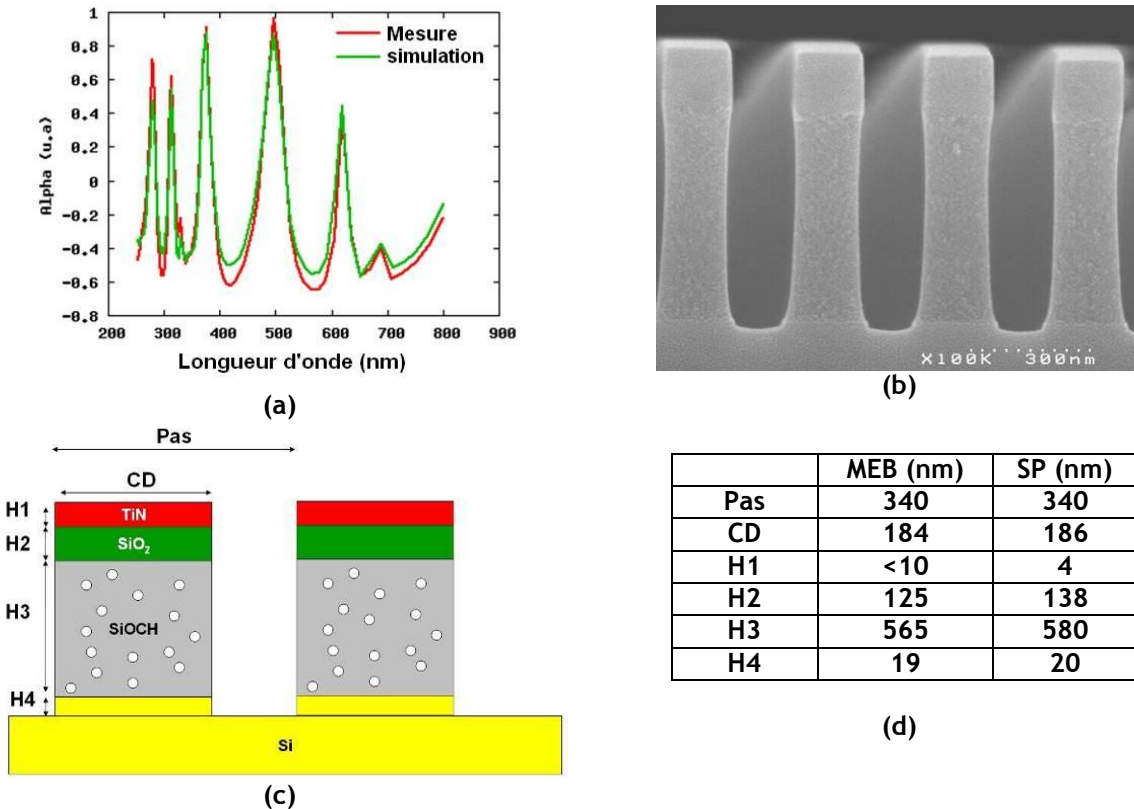 1
0.8
0.6
0.4
0.2
0
-0.2
-0.4
-0.6
-0.8
Alpha (u.a)
Mesure
simulation
200 300 400 500 600 700 800 900
Longueur d'onde (nm)
(a)
X100K 300nm
(b)
Pas
CD
H1
TiN
H2
SiO₂
H3
SiOCH
H4
Si
(c)
MEB (nm) SP (nm)
Pas 340 340
CD 184 186
H1 <10 4
H2 125 138
H3 565 580
H4 19 20
(d)